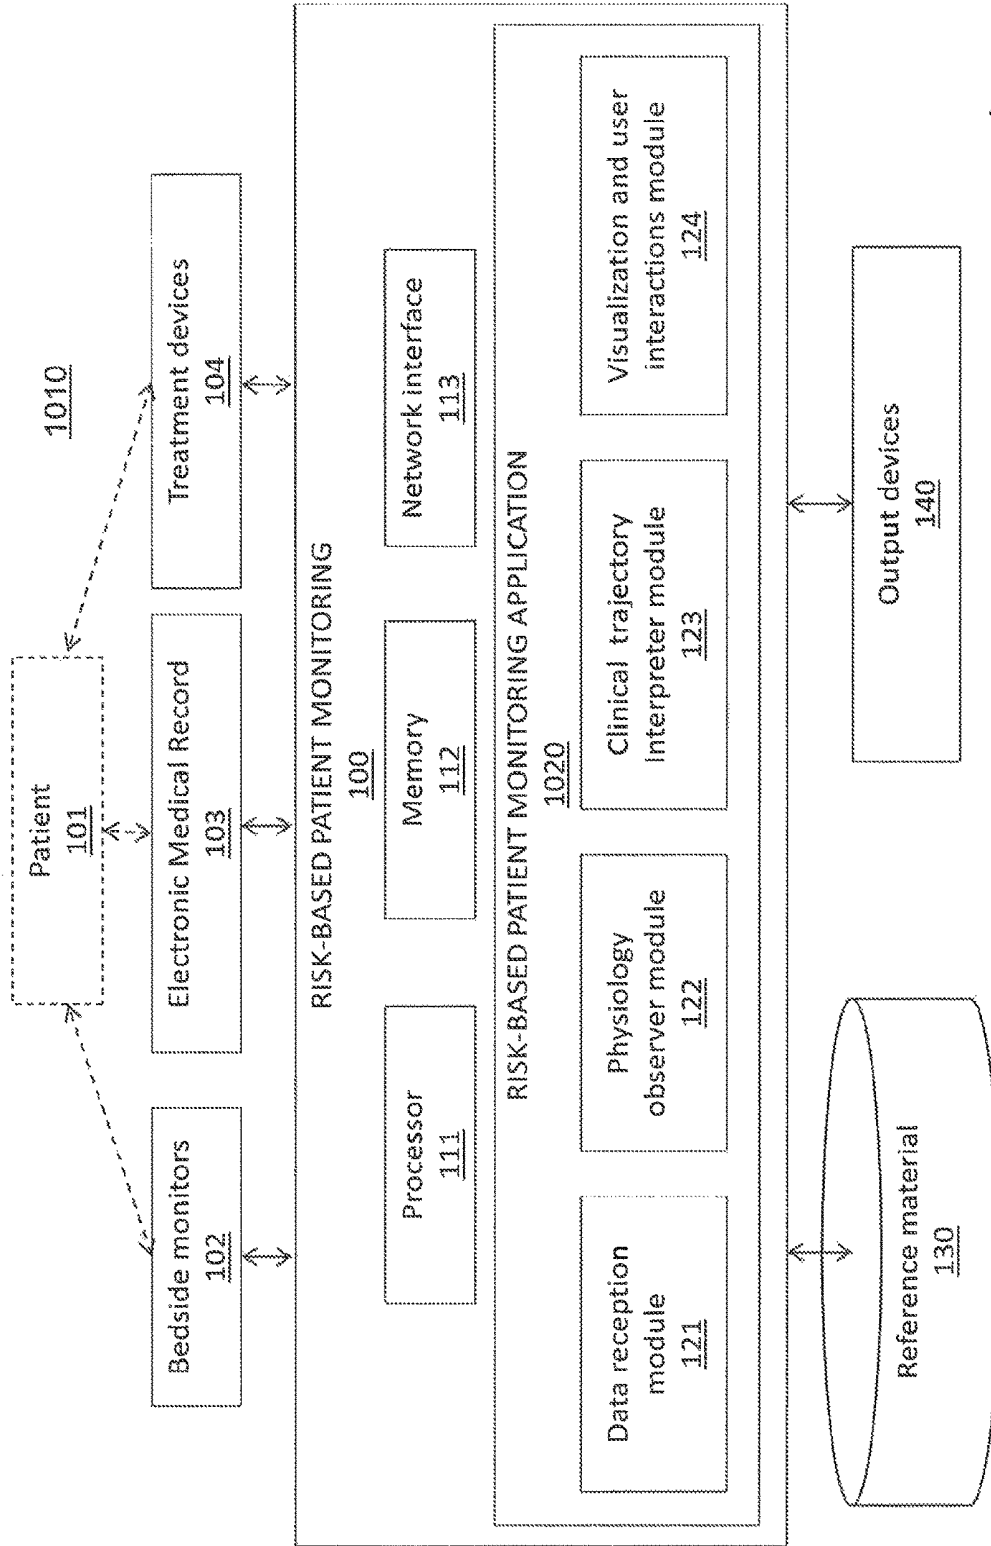 1010
Patient
101
Bedside monitors
102
Electronic Medical Record
103
Treatment devices
104
RISK-BASED PATIENT MONITORING
100
Processor
111
Memory
112
Network interface
113
RISK-BASED PATIENT MONITORING APPLICATION
1020
Data reception
module
121
Physiology
observer module
122
Clinical trajectory
interpreter module
123
Visualization and user
interactions module
124
Reference material
130
Output devices
140